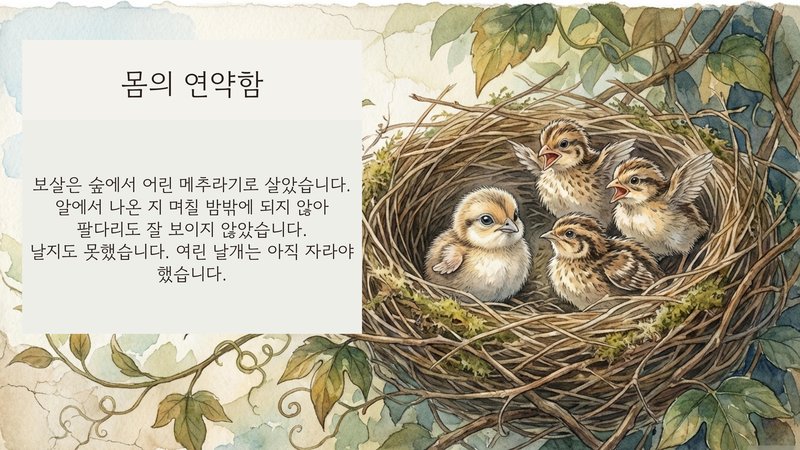 몸의 연약함
보살은 숲에서 어린 메추라기로 살았습니다.
알에서 나온 지 며칠 밤밖에 되지 않아
팔다리도 잘 보이지 않았습니다.
날지도 못했습니다. 여린 날개는 아직 자라야
했습니다.